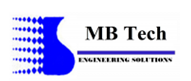 MB Tech
ENGINEERING SOLUTIONS